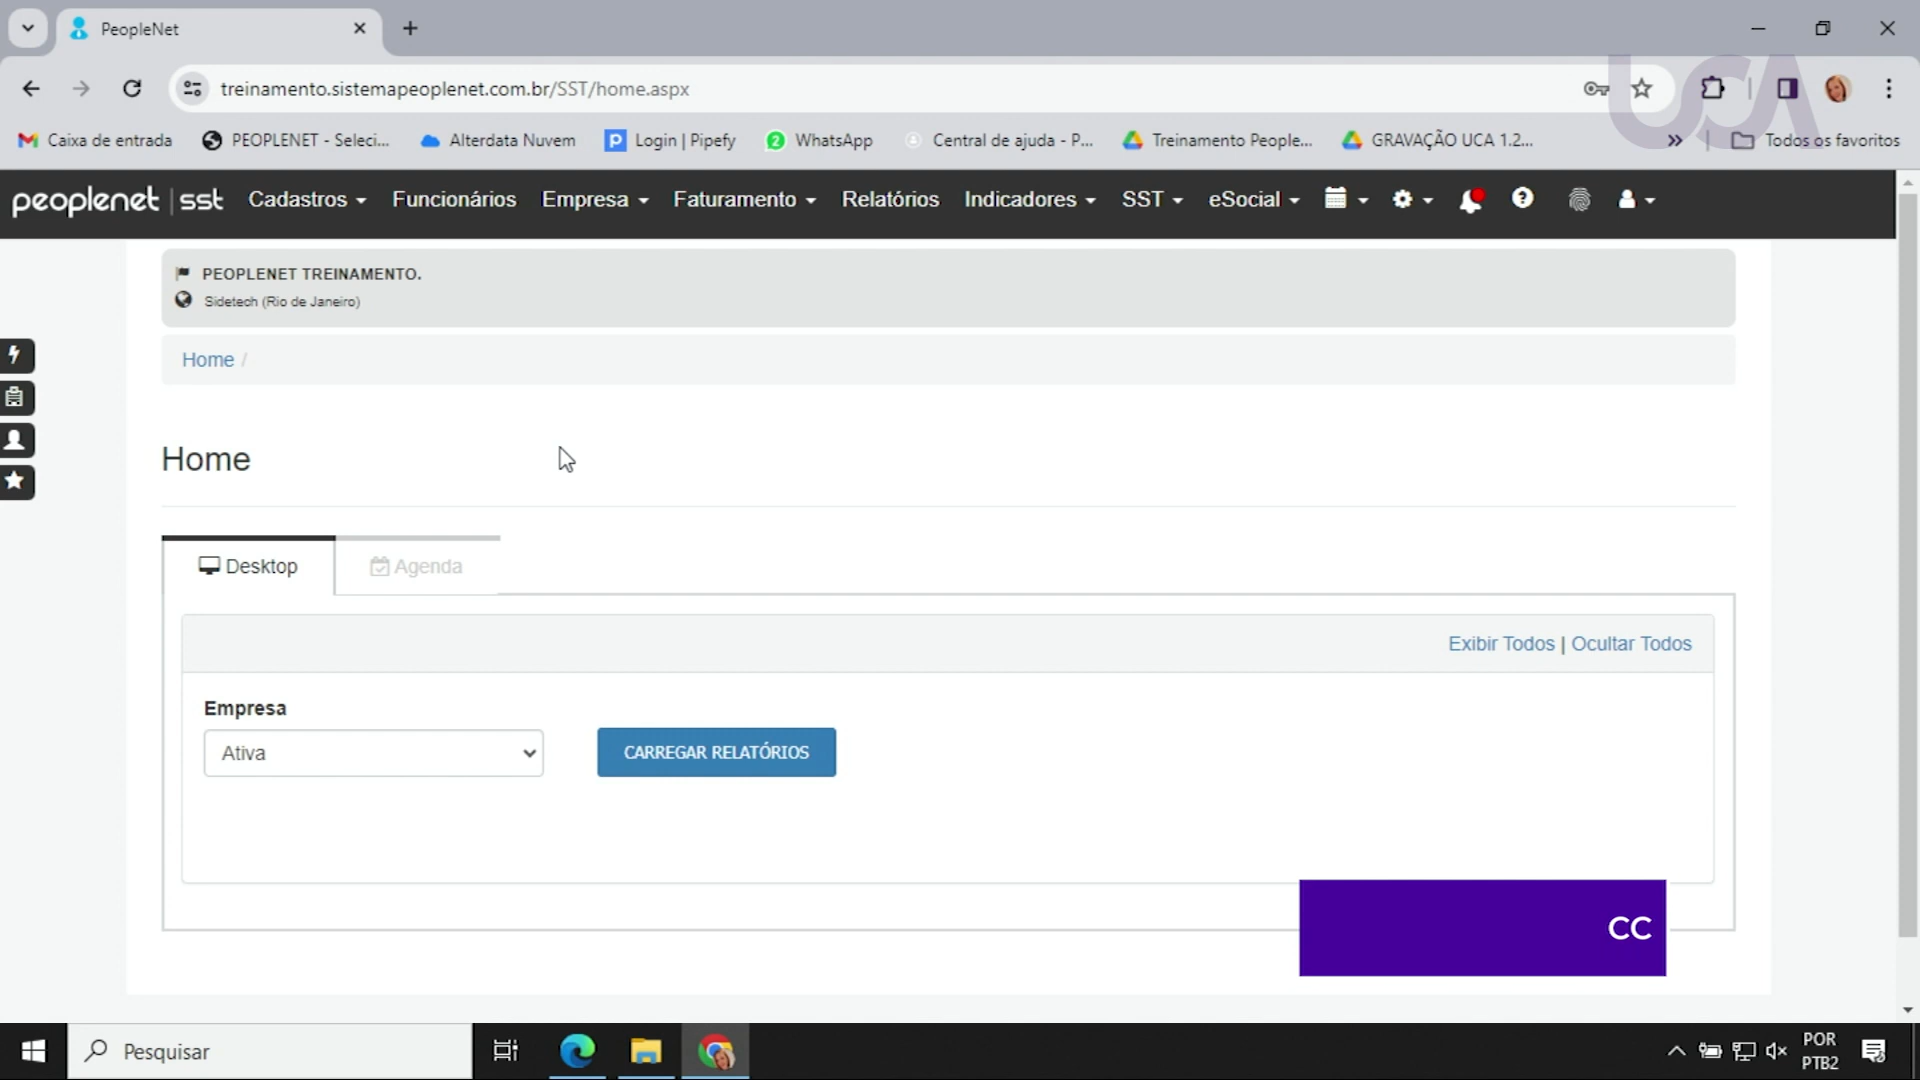 PeopleNet
treinamento.sistemapeoplenet.com.br/SST/home.aspx
UCA
Caixa de entrada PEOPLENET - Seleci... Alterdata Nuvem Login | Pipefy 2 WhatsApp Central de ajuda - P... Treinamento People... GRAVAÇÃO UCA 1.2... » Todos os favoritos
peoplenet | sst Cadastros Funcionários Empresa Faturamento Relatórios Indicadores SST eSocial
PEOPLENET TREINAMENTO.
Sidetech (Rio de Janeiro)
Home /
Home
Desktop Agenda
Exibir Todos | Ocultar Todos
Empresa
Ativa CARREGAR RELATÓRIOS
CC
Pesquisar POR
PTB2